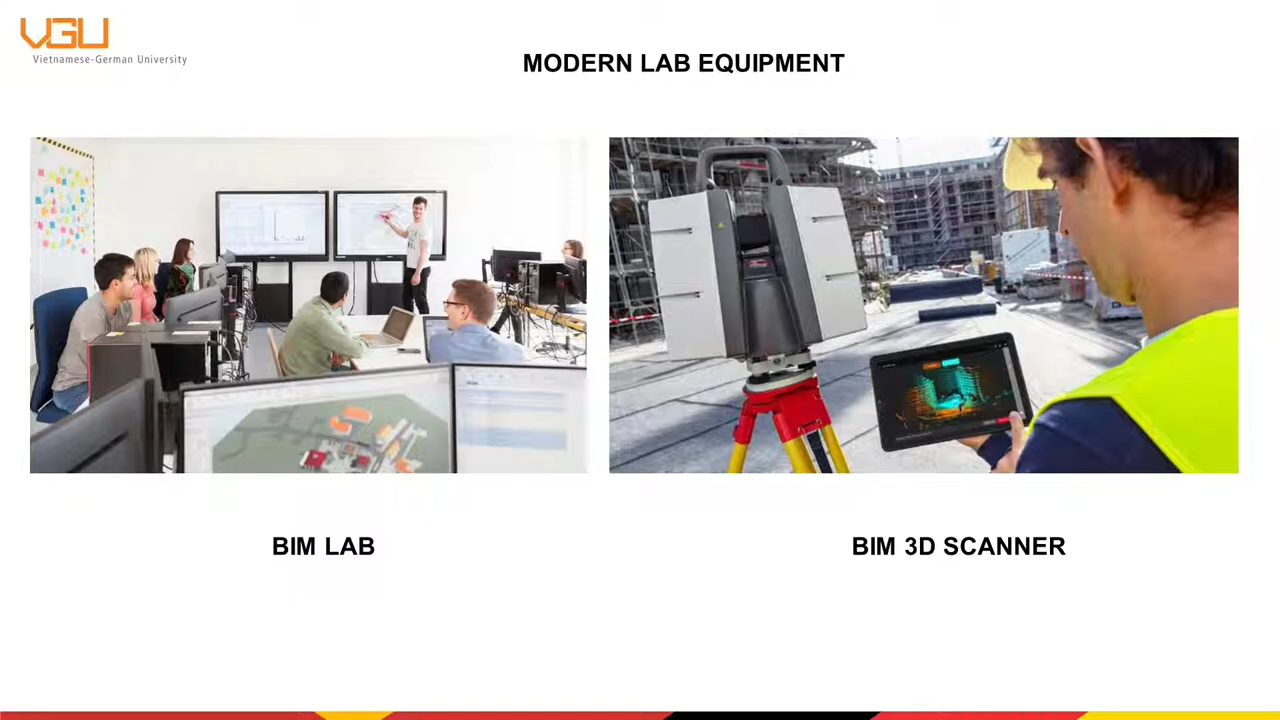 VGU
Vietnamese-German University
MODERN LAB EQUIPMENT
BIM LAB
BIM 3D SCANNER